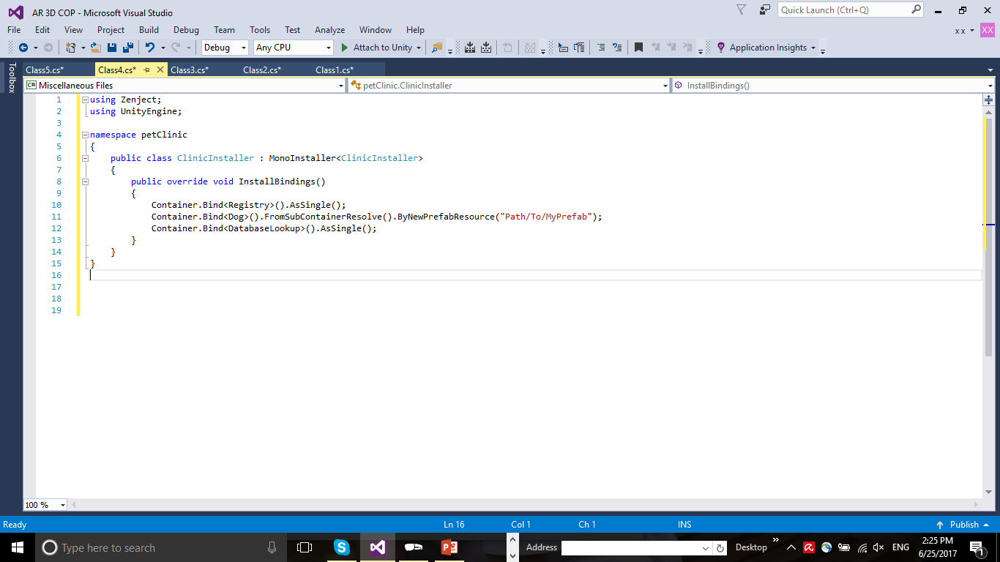 AR 3D COP - Microsoft Visual Studio
Quick Launch (Ctrl+Q)
File Edit View Project Build Debug Team Tools Test Analyze Window Help
x x XX
Debug Any CPU Attach to Unity Application Insights
Toolbox
Class5.cs* Class4.cs* Class3.cs* Class2.cs* Class1.cs*
C# Miscellaneous Files petClinic.ClinicInstaller InstallBindings()
1 using Zenject;
2 using UnityEngine;
3
4 namespace petClinic
5 {
6 public class ClinicInstaller : MonoInstaller<ClinicInstaller>
7 {
8 public override void InstallBindings()
9 {
10 Container.Bind<Registry>().AsSingle();
11 Container.Bind<Dog>().FromSubContainerResolve().ByNewPrefabResource("Path/To/MyPrefab");
12 Container.Bind<DatabaseLookup>().AsSingle();
13 }
14 }
15 }
16
17
18
19
100 %
Ready Ln 16 Col 1 Ch 1 INS Publish
Type here to search Address Desktop ENG 2:25 PM
6/25/2017 1